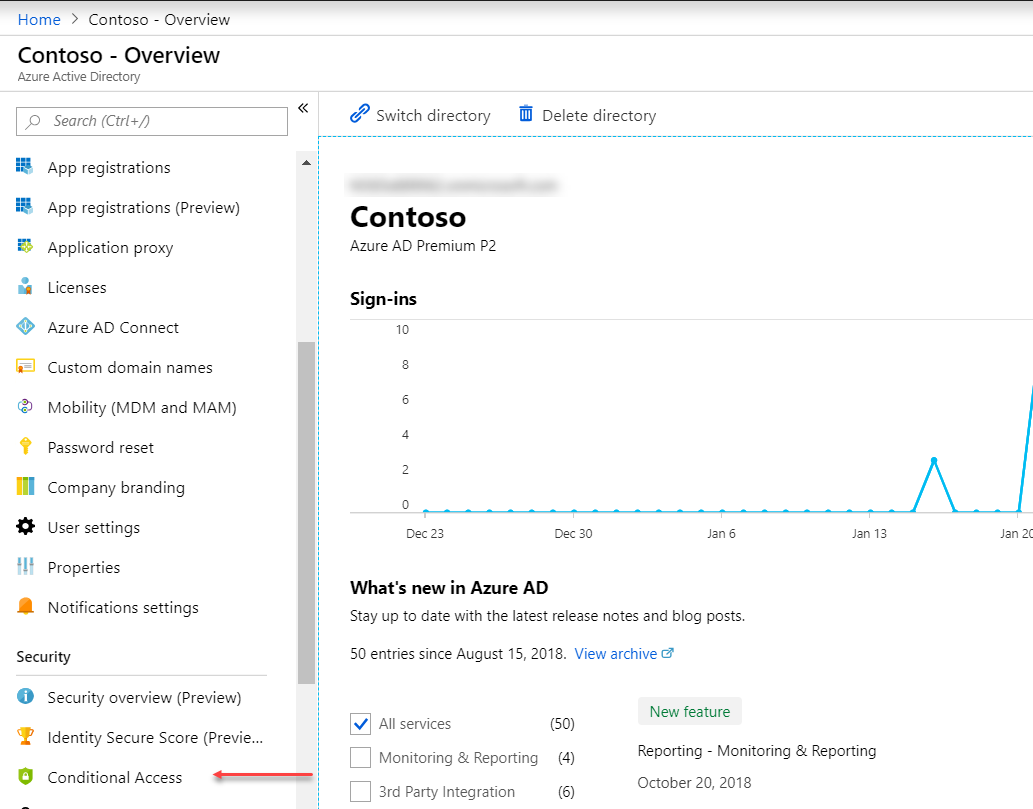 Home > Contoso - Overview
Contoso - Overview
Azure Active Directory
Search (Ctrl+/)
«
App registrations
App registrations (Preview)
Application proxy
Licenses
Azure AD Connect
Custom domain names
Mobility (MDM and MAM)
Password reset
Company branding
User settings
Properties
Notifications settings
Security
Security overview (Preview)
Identity Secure Score (Previe...
Conditional Access
Switch directory
Delete directory
Contoso
Azure AD Premium P2
Sign-ins
10
8
6
4
2
0
Dec 23
Dec 30
Jan 6
Jan 13
Jan 20
What's new in Azure AD
Stay up to date with the latest release notes and blog posts.
50 entries since August 15, 2018. View archive
All services (50)
Monitoring & Reporting (4)
3rd Party Integration (6)
New feature
Reporting - Monitoring & Reporting
October 20, 2018